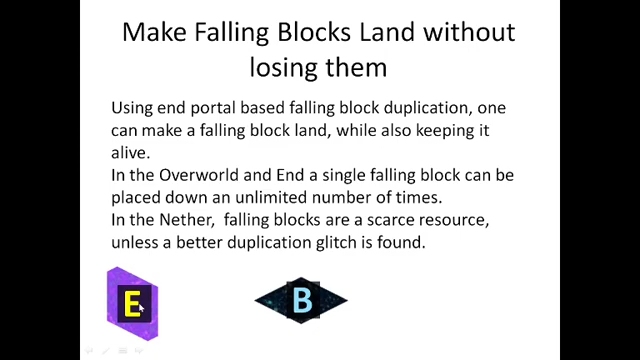 Make Falling Blocks Land without
losing them
Using end portal based falling block duplication, one
can make a falling block land, while also keeping it
alive.
In the Overworld and End a single falling block can be
placed down an unlimited number of times.
In the Nether,  falling blocks are a scarce resource,
unless a better duplication glitch is found.
E B